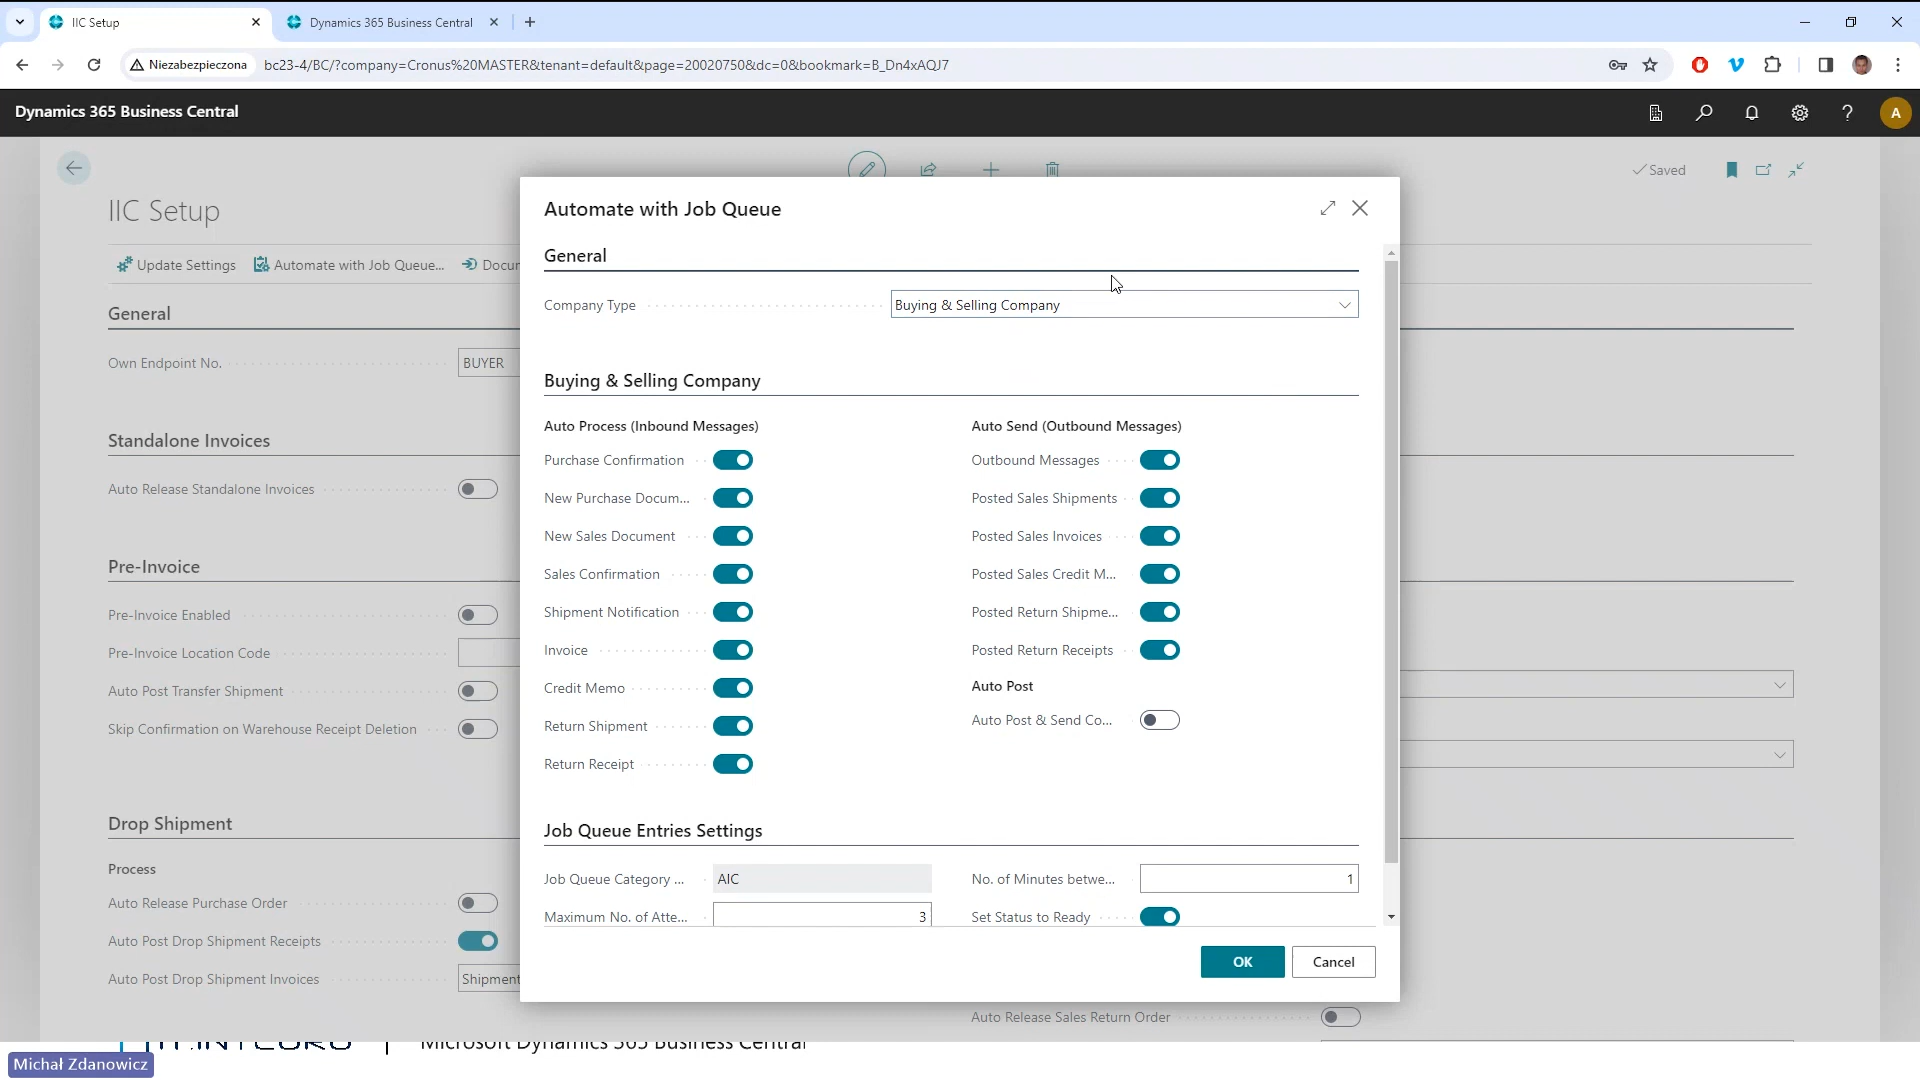 IIC Setup
Dynamics 365 Business Central
Niezabezpieczona
bc23-4/BC/?company=Cronus%20MASTER&tenant=default&page=20020750&dc=0&bookmark=B_Dn4xAQJ7
Dynamics 365 Business Central
A
Saved
IIC Setup
Update Settings
Automate with Job Queue...
Docur
General
Own Endpoint No.
BUYER
Standalone Invoices
Auto Release Standalone Invoices
Pre-Invoice
Pre-Invoice Enabled
Pre-Invoice Location Code
Auto Post Transfer Shipment
Skip Confirmation on Warehouse Receipt Deletion
Drop Shipment
Process
Auto Release Purchase Order
Auto Post Drop Shipment Receipts
Auto Post Drop Shipment Invoices
Shipment
Automate with Job Queue
General
Company Type
Buying & Selling Company
Buying & Selling Company
Auto Process (Inbound Messages)
Purchase Confirmation
New Purchase Docum...
New Sales Document
Sales Confirmation
Shipment Notification
Invoice
Credit Memo
Return Shipment
Return Receipt
Auto Send (Outbound Messages)
Outbound Messages
Posted Sales Shipments
Posted Sales Invoices
Posted Sales Credit M...
Posted Return Shipme...
Posted Return Receipts
Auto Post
Auto Post & Send Co...
Job Queue Entries Settings
Job Queue Category ...
AIC
Maximum No. of Atte...
3
No. of Minutes betwe...
1
Set Status to Ready
OK
Cancel
Auto Release Sales Return Order
Microsoft Dynamics 365 Business Central
Michał Zdanowicz